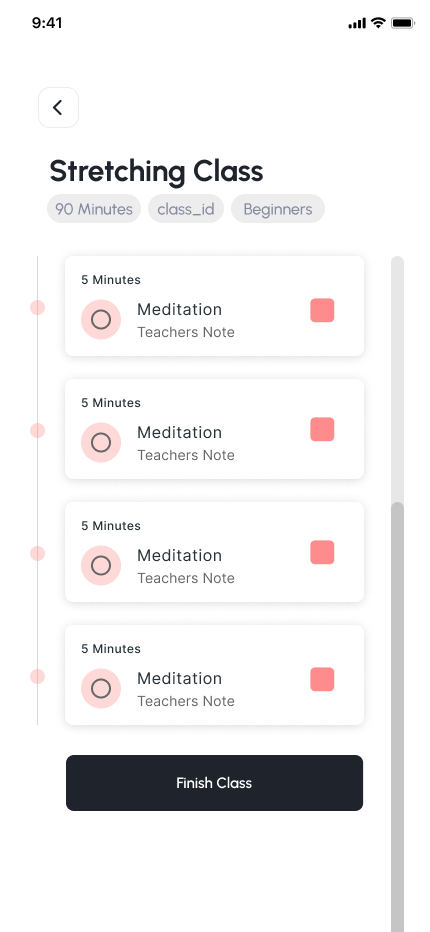 9:41
Stretching Class
90 Minutes class_id Beginners
5 Minutes
Meditation
Teachers Note
5 Minutes
Meditation
Teachers Note
5 Minutes
Meditation
Teachers Note
5 Minutes
Meditation
Teachers Note
Finish Class